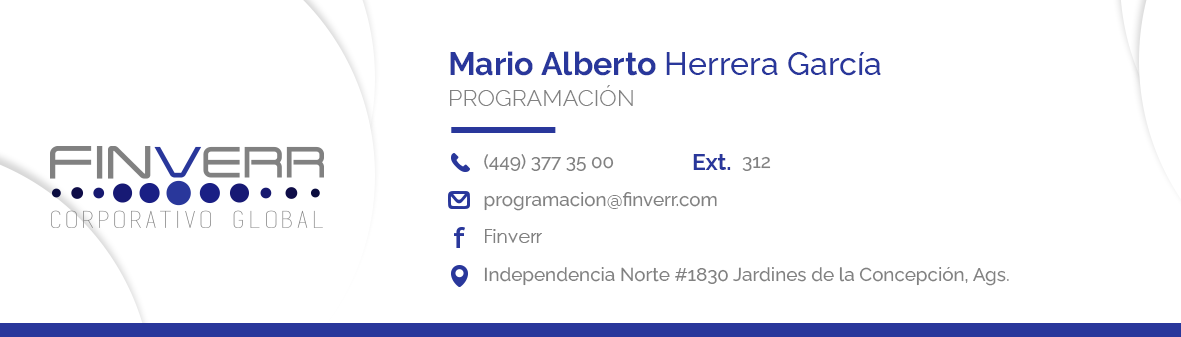 FINVERR
CORPORATIVO GLOBAL
Mario Alberto Herrera García
PROGRAMACIÓN
(449) 377 35 00 Ext. 312
programacion@finverr.com
Finverr
Independencia Norte #1830 Jardines de la Concepción, Ags.